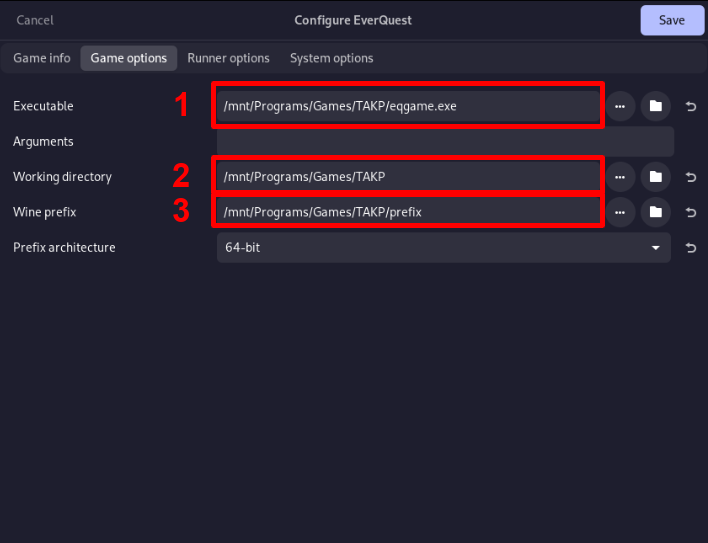 Cancel Configure EverQuest Save
Game info Game options Runner options System options
Executable 1 /mnt/Programs/Games/TAKP/eqgame.exe
Arguments
Working directory 2 /mnt/Programs/Games/TAKP
Wine prefix 3 /mnt/Programs/Games/TAKP/prefix
Prefix architecture 64-bit